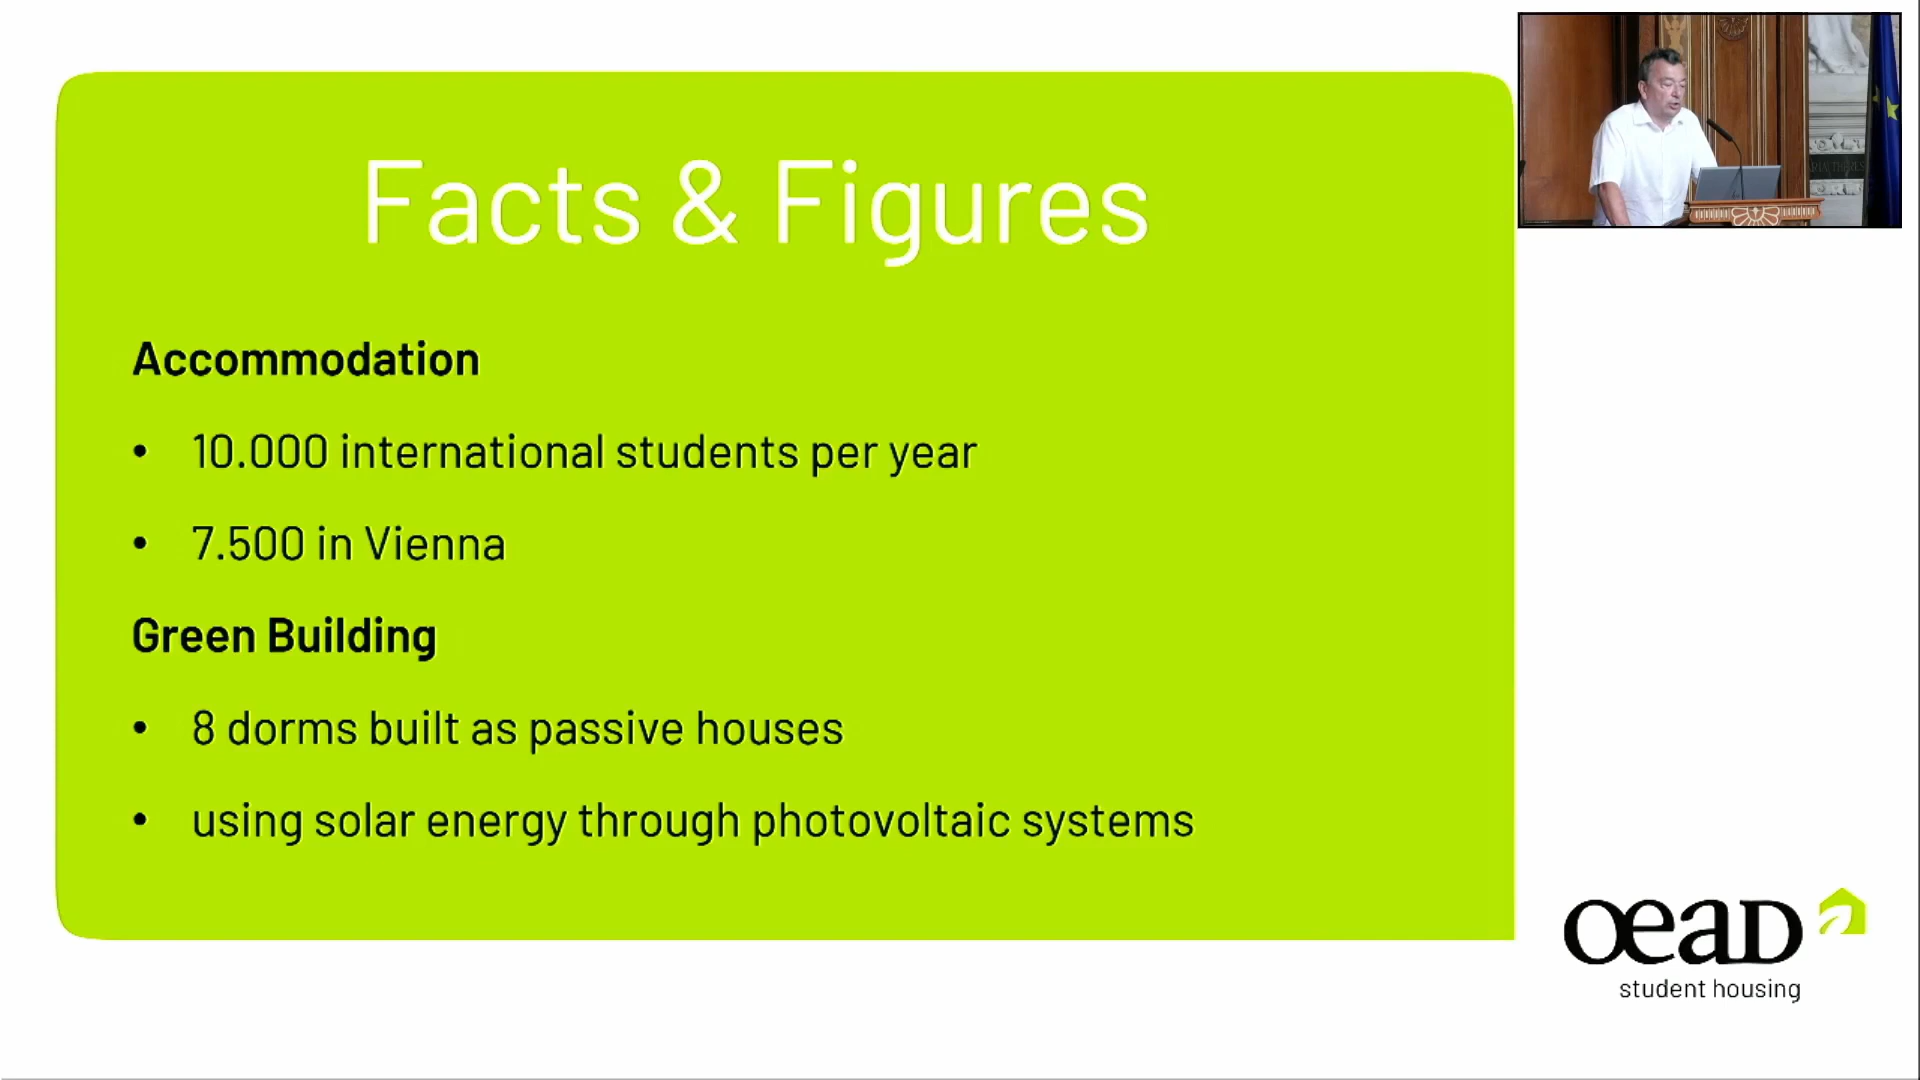 Facts & Figures
Accommodation
• 10.000 international students per year
• 7.500 in Vienna
Green Building
• 8 dorms built as passive houses
• using solar energy through photovoltaic systems
oeaD
student housing